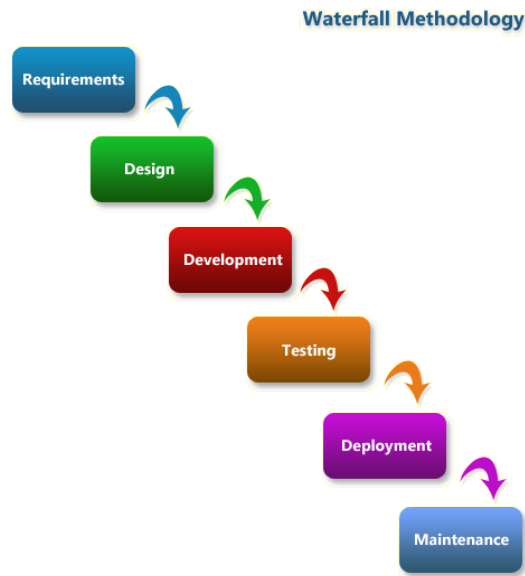 Waterfall Methodology
Requirements
Design
Development
Testing
Deployment
Maintenance